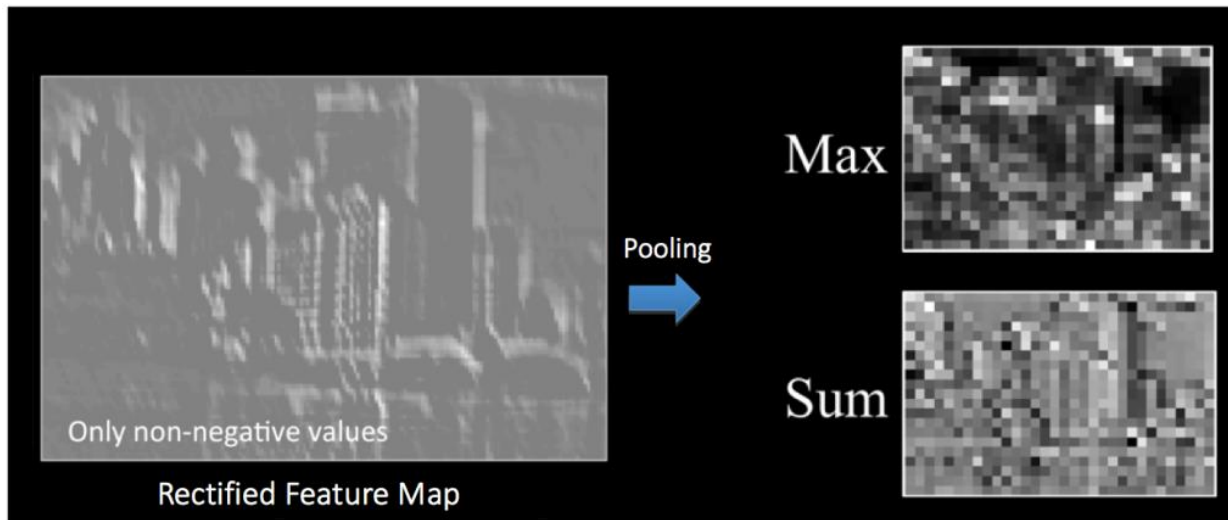 Only non-negative values
Rectified Feature Map
Pooling
Max
Sum